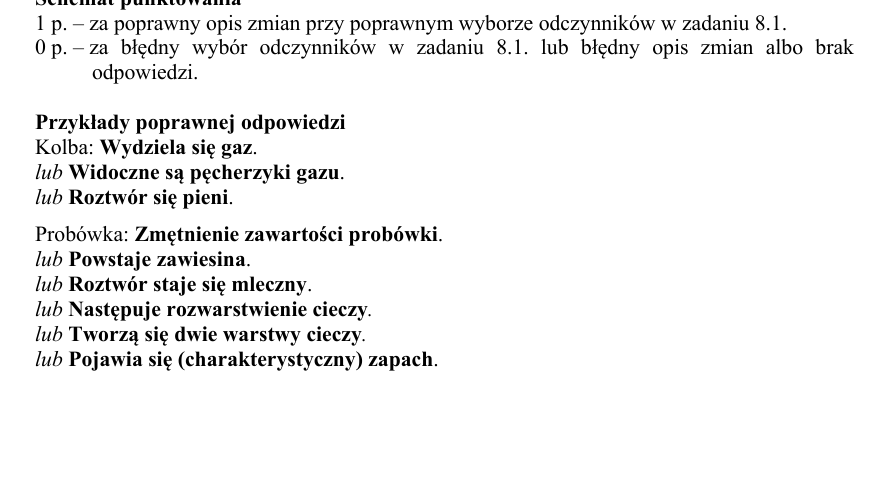 Schemat punktowania
1 p. – za poprawny opis zmian przy poprawnym wyborze odczynników w zadaniu 8.1.
0 p. – za błędny wybór odczynników w zadaniu 8.1. lub błędny opis zmian albo brak
odpowiedzi.
Przykłady poprawnej odpowiedzi
Kolba: Wydziela się gaz.
lub Widoczne są pęcherzyki gazu.
lub Roztwór się pieni.
Probówka: Zmętnienie zawartości probówki.
lub Powstaje zawiesina.
lub Roztwór staje się mleczny.
lub Następuje rozwarstwienie cieczy.
lub Tworzą się dwie warstwy cieczy.
lub Pojawia się (charakterystyczny) zapach.